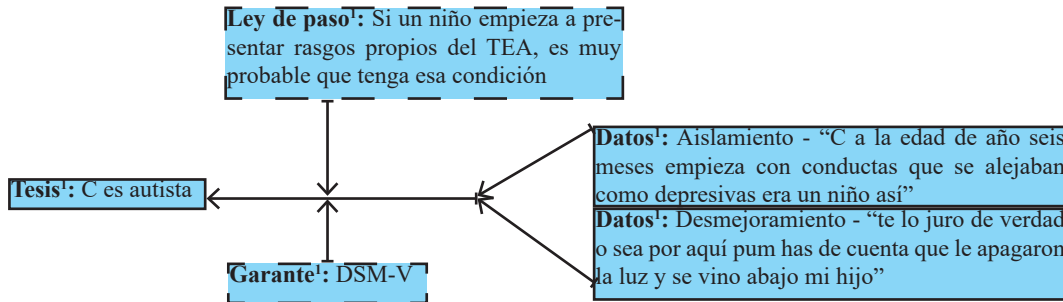 Ley de paso¹: Si un niño empieza a pre-
sentar rasgos propios del TEA, es muy
probable que tenga esa condición
Tesis¹: C es autista
Datos¹: Aislamiento - “C a la edad de año seis
meses empieza con conductas que se alejaban
como depresivas era un niño así”
Datos¹: Desmejoramiento - “te lo juro de verdad
o sea por aquí pum has de cuenta que le apagaron
la luz y se vino abajo mi hijo”
Garante¹: DSM-V